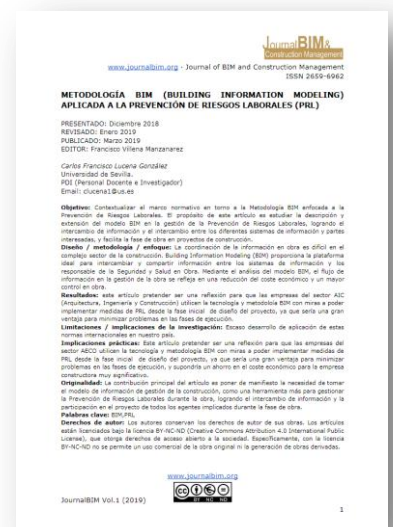 JournalBIM&
Construction Management
www.journalbim.org - Journal of BIM and Construction Management
ISSN 2659-6962
METODOLOGÍA BIM (BUILDING INFORMATION MODELING)
APLICADA A LA PREVENCIÓN DE RIESGOS LABORALES (PRL)
PRESENTADO: Diciembre 2018
REVISADO: Enero 2019
PUBLICADO: Marzo 2019
EDITOR: Francisco Villena Manzanarez
Carlos Francisco Lucena González
Universidad de Sevilla.
PDI (Personal Docente e Investigador)
Email: clucena1@us.es
Objetivo: Contextualizar el marco normativo en torno a la Metodología BIM enfocada a la
Prevención de Riesgos Laborales. El propósito de este artículo es estudiar la descripción y
extensión del modelo BIM en la gestión de la Prevención de Riesgos Laborales, logrando el
intercambio de información y el intercambio entre los diferentes sistemas de información y partes
interesadas, y facilita la fase de obra en proyectos de construcción.
Diseño / metodología / enfoque: La coordinación de la información en obra es difícil en el
complejo sector de la construcción. Building Information Modeling (BIM) proporciona la plataforma
ideal para intercambiar y compartir información entre los sistemas de información y los
responsable de la Seguridad y Salud en Obra. Mediante el análisis del modelo BIM, el flujo de
información en la gestión de la obra se refleja en una reducción del coste económico y un mayor
control en obra.
Resultados: este artículo pretender ser una reflexión para que las empresas del sector AIC
(Arquitectura, Ingeniería y Construcción) utilicen la tecnología y metodolola BIM con miras a poder
implementar medidas de PRL desde la fase inicial de diseño del proyecto, ya que sería una gran
ventaja para minimizar problemas en las fases de ejecución.
Limitaciones / implicaciones de la investigación: Escaso desarrollo de aplicación de estas
normas internacionales en nuestro país.
Implicaciones prácticas: Este artículo pretender ser una reflexión para que las empresas del
sector AECO utilicen la tecnología y metodología BIM con miras a poder implementar medidas de
PRL desde la fase inicial de diseño del proyecto, ya que sería una gran ventaja para minimizar
problemas en las fases de ejecución, y supondría un ahorro en el coste económico para la empresa
constructora muy significativo.
Originalidad: La contribución principal del artículo es poner de manifiesto la necesidad de tomar
el modelo de información de gestión de la construcción, como una herramienta más para gestionar
la Prevención de Riesgos Laborales durante la obra, logrando el intercambio de información y la
participación en el proyecto de todos los agentes implicados durante la fase de obra.
Palabras clave: BIM,PRL
Derechos de autor: Los autores conservan los derechos de autor de sus obras. Los artículos
están licenciados bajo la licencia BY-NC-ND (Creative Commons Attribution 4.0 International Public
License), que otorga derechos de acceso abierto a la sociedad. Específicamente, con la licencia
BY-NC-ND no se permite un uso comercial de la obra original ni la generación de obras derivadas.
www.journalbim.org
CC BY NC ND
JournalBIM Vol.1 (2019)
1